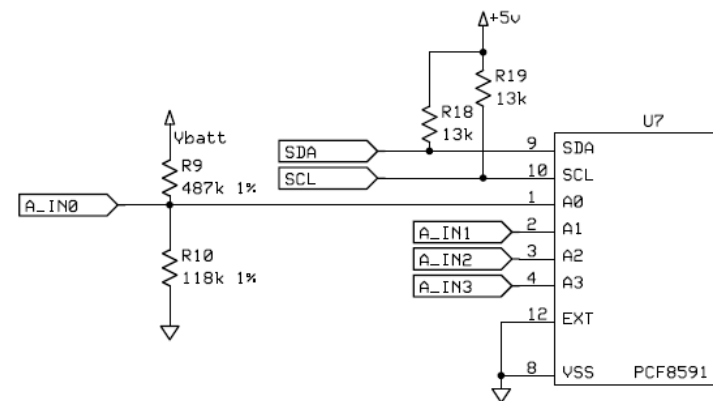 +5v
R19
13k
R18
13k
U7
Vbatt
R9
487k 1%
SDA
9
SDA
SCL
10
SCL
A_IN0
1
A0
A_IN1
2
A1
R10
118k 1%
A_IN2
3
A2
A_IN3
4
A3
12
EXT
8
VSS
PCF8591